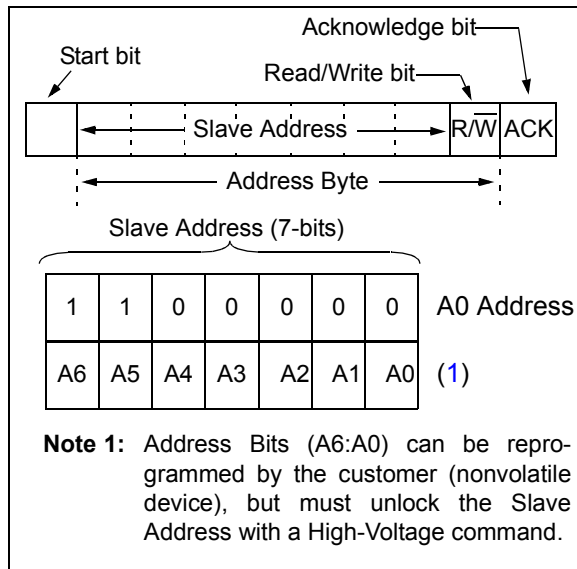 Acknowledge bit
Start bit
Read/Write bit
Slave Address
R/W̅ ACK
Address Byte
Slave Address (7-bits)
1 1 0 0 0 0 0 A0 Address
A6 A5 A4 A3 A2 A1 A0 (1)
Note 1: Address Bits (A6:A0) can be repro-
grammed by the customer (nonvolatile
device), but must unlock the Slave
Address with a High-Voltage command.